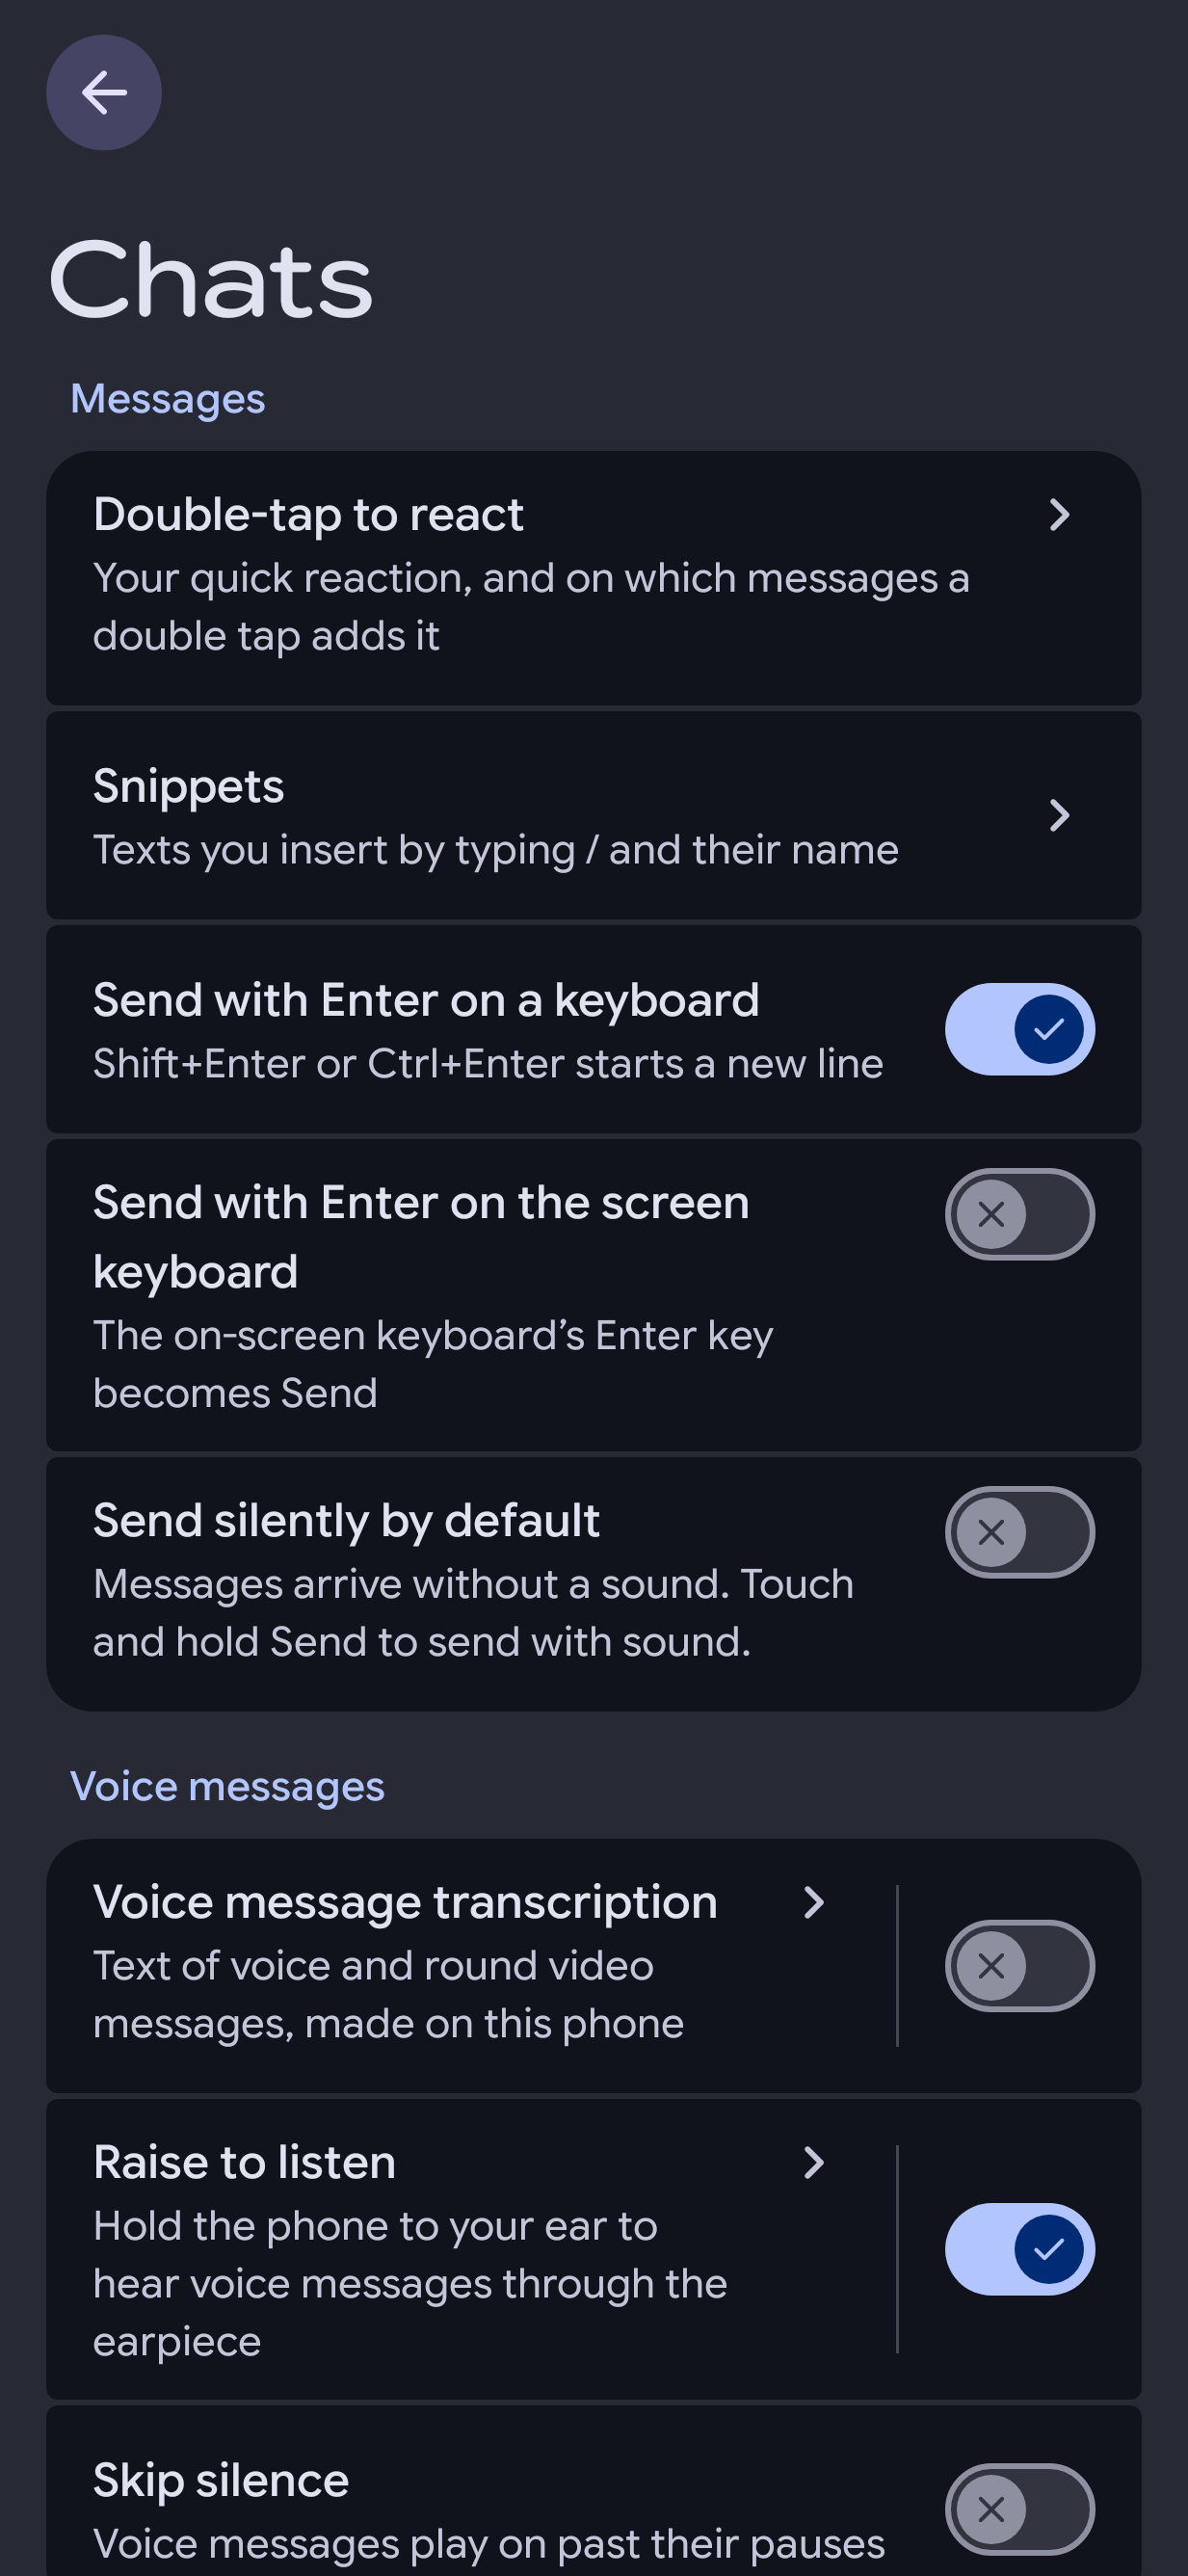 Chats
Messages
Double-tap to react
Your quick reaction, and on which messages a
double tap adds it
Snippets
Texts you insert by typing / and their name
Send with Enter on a keyboard
Shift+Enter or Ctrl+Enter starts a new line
Send with Enter on the screen
keyboard
The on-screen keyboard’s Enter key
becomes Send
Send silently by default
Messages arrive without a sound. Touch
and hold Send to send with sound.
Voice messages
Voice message transcription
Text of voice and round video
messages, made on this phone
Raise to listen
Hold the phone to your ear to
hear voice messages through the
earpiece
Skip silence
Voice messages play on past their pauses